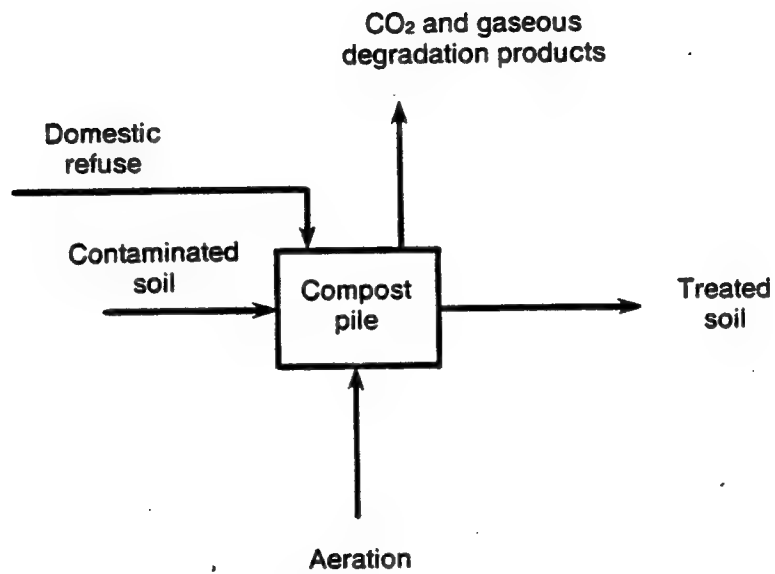 CO₂ and gaseous
degradation products
Domestic
refuse
Contaminated
soil
Compost
pile
Treated
soil
Aeration